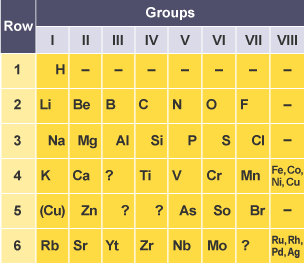 Groups
Row I II III IV V VI VII VIII
1 H – – – – – – –
2 Li Be B C N O F –
3 Na Mg Al Si P S Cl –
4 K Ca ? Ti V Cr Mn Fe, Co, Ni, Cu
5 (Cu) Zn ? ? As So Br –
6 Rb Sr Yt Zr Nb Mo ? Ru, Rh, Pd, Ag